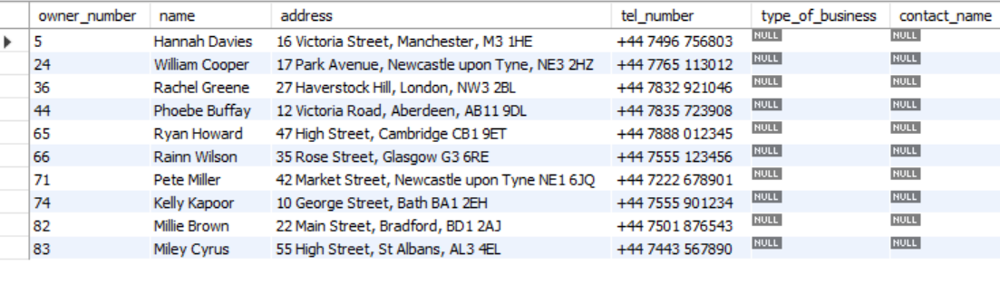 owner_number name address tel_number type_of_business contact_name
5 Hannah Davies 16 Victoria Street, Manchester, M3 1HE +44 7496 756803 NULL NULL
24 William Cooper 17 Park Avenue, Newcastle upon Tyne, NE3 2HZ +44 7765 113012 NULL NULL
36 Rachel Greene 27 Haverstock Hill, London, NW3 2BL +44 7832 921046 NULL NULL
44 Phoebe Buffay 12 Victoria Road, Aberdeen, AB11 9DL +44 7835 723908 NULL NULL
65 Ryan Howard 47 High Street, Cambridge CB1 9ET +44 7888 012345 NULL NULL
66 Rainn Wilson 35 Rose Street, Glasgow G3 6RE +44 7555 123456 NULL NULL
71 Pete Miller 42 Market Street, Newcastle upon Tyne NE1 6JQ +44 7222 678901 NULL NULL
74 Kelly Kapoor 10 George Street, Bath BA1 2EH +44 7555 901234 NULL NULL
82 Millie Brown 22 Main Street, Bradford, BD1 2AJ +44 7501 876543 NULL NULL
83 Miley Cyrus 55 High Street, St Albans, AL3 4EL +44 7443 567890 NULL NULL